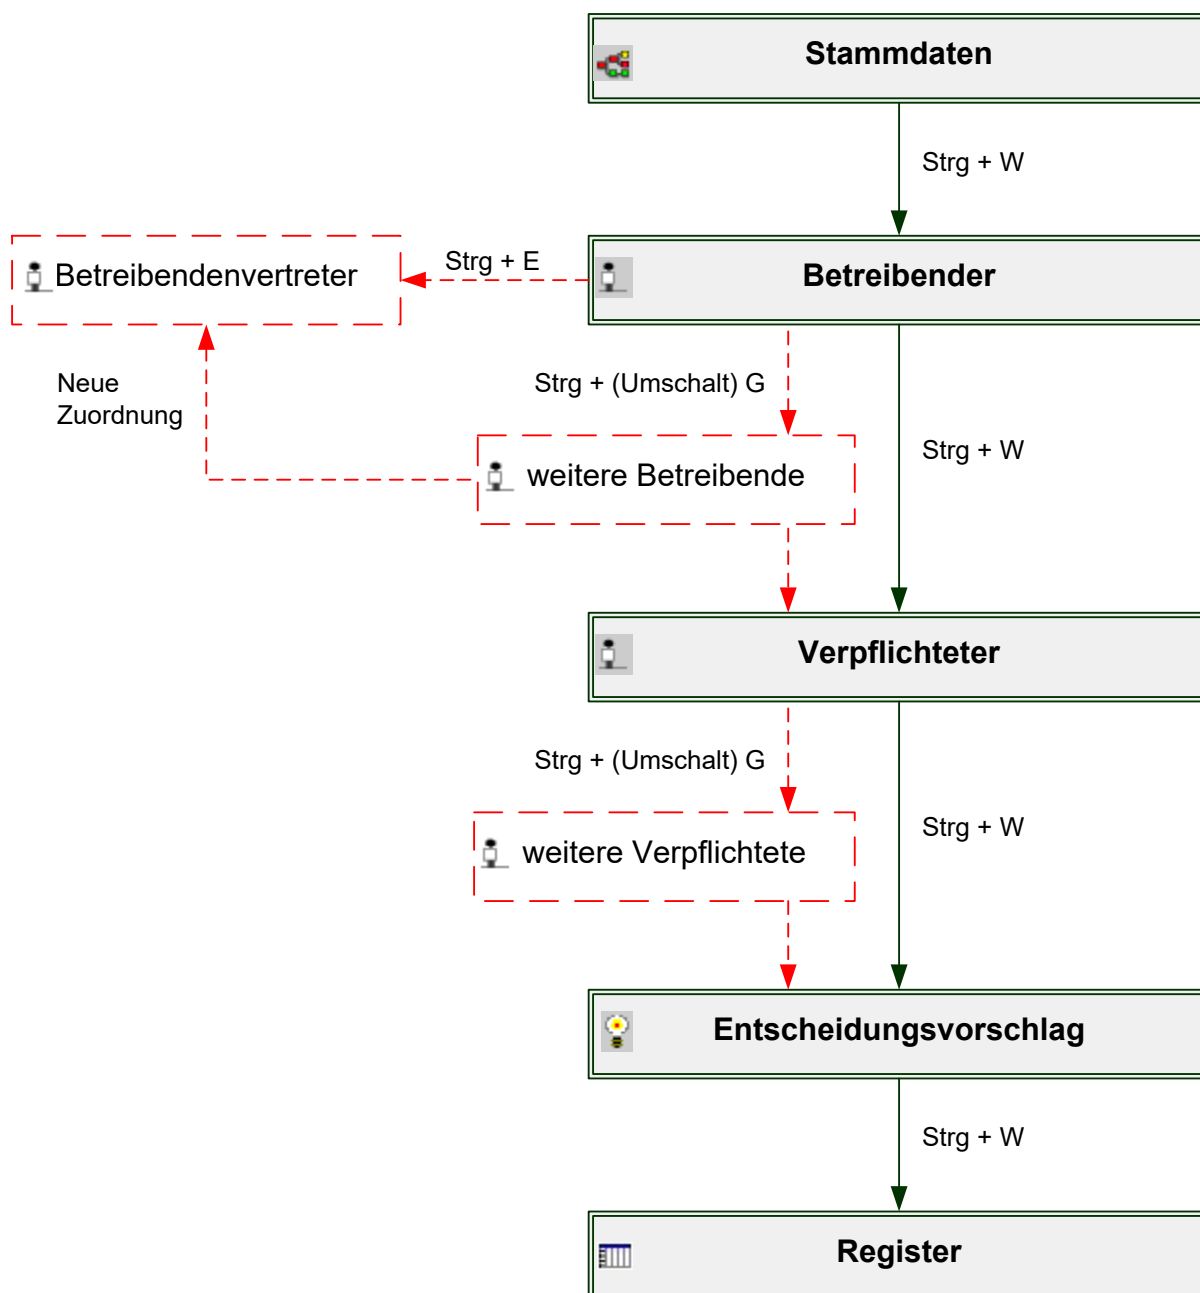 Stammdaten
Strg + W
Betreibendenvertreter
Strg + E
Betreibender
Neue
Zuordnung
Strg + (Umschalt) G
Strg + W
weitere Betreibende
Verpflichteter
Strg + (Umschalt) G
Strg + W
weitere Verpflichtete
Entscheidungsvorschlag
Strg + W
Register